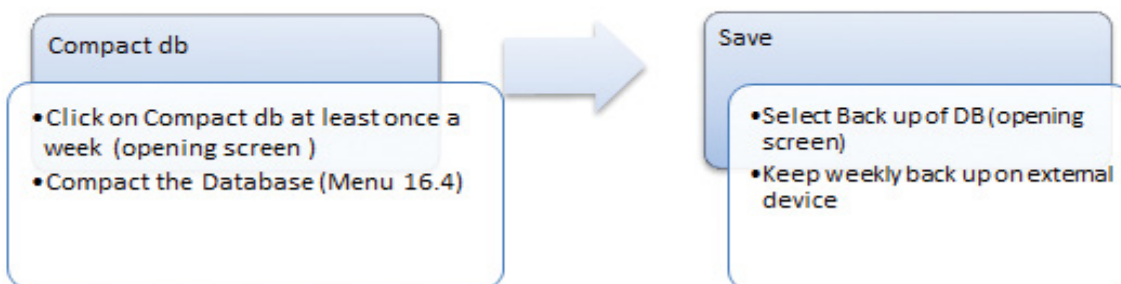 Compact db
•Click on Compact db at least once a
week (opening screen )
•Compact the Database (Menu 16.4)
Save
•Select Back up of DB (opening
screen)
•Keep weekly back up on external
device